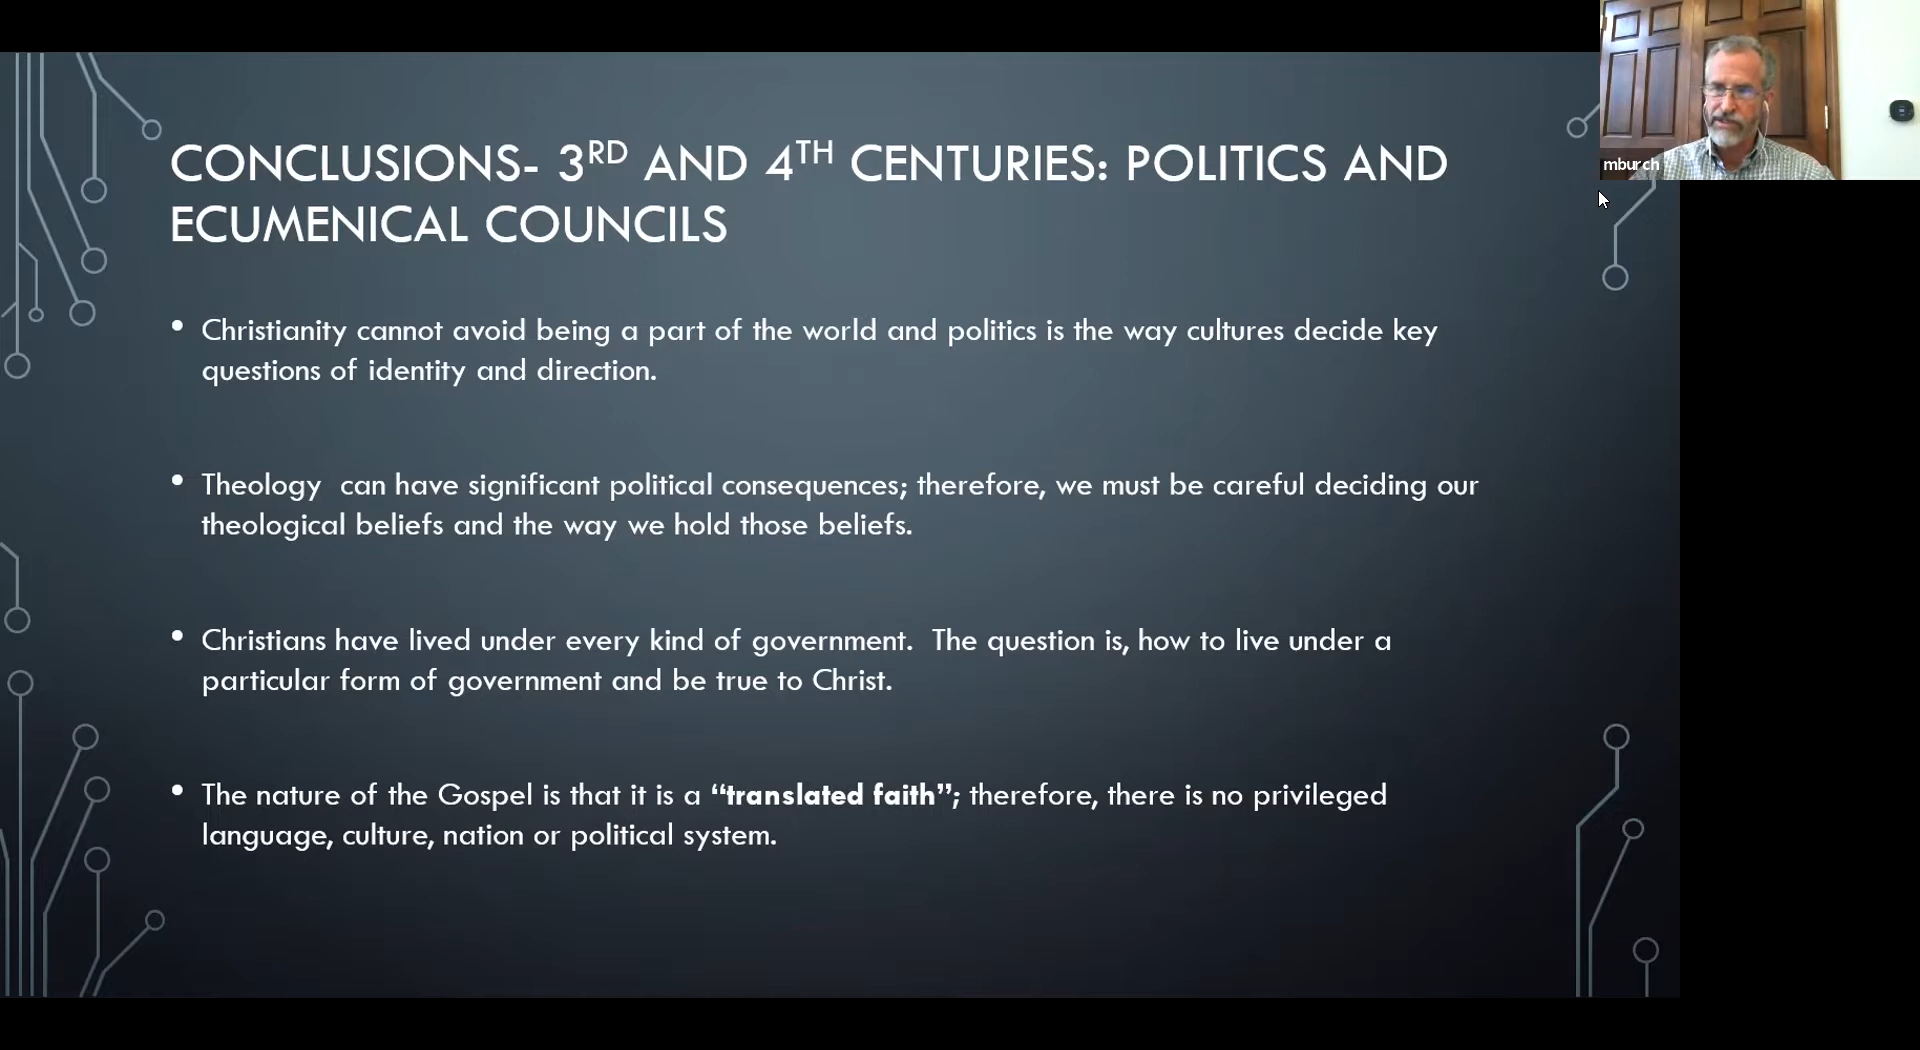 CONCLUSIONS- 3RD AND 4TH CENTURIES: POLITICS AND
ECUMENICAL COUNCILS
• Christianity cannot avoid being a part of the world and politics is the way cultures decide key
questions of identity and direction.
• Theology  can have significant political consequences; therefore, we must be careful deciding our
theological beliefs and the way we hold those beliefs.
• Christians have lived under every kind of government.  The question is, how to live under a
particular form of government and be true to Christ.
• The nature of the Gospel is that it is a “translated faith”; therefore, there is no privileged
language, culture, nation or political system.
mburch